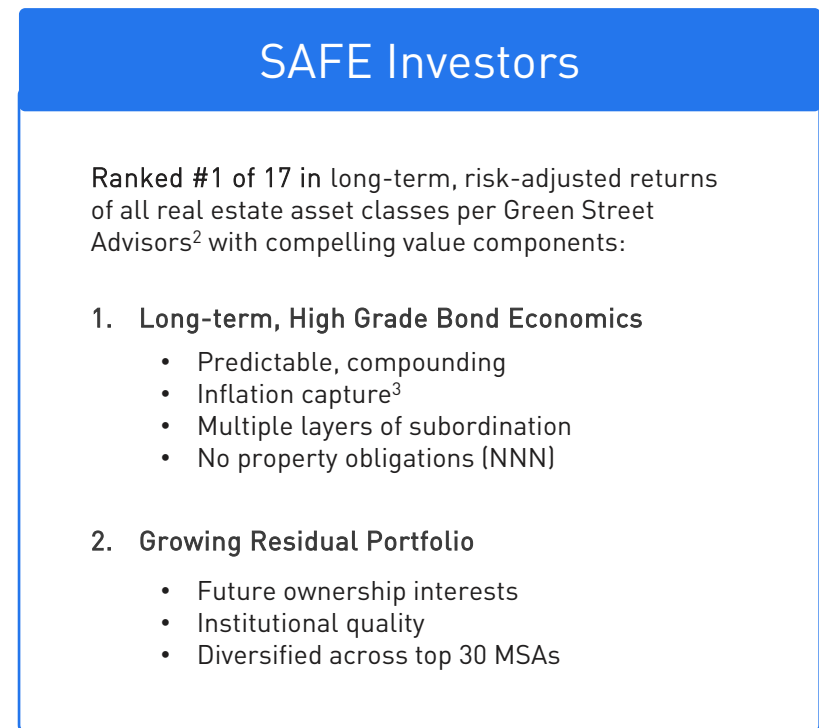 SAFE Investors
Ranked #1 of 17 in long-term, risk-adjusted returns
of all real estate asset classes per Green Street
Advisors² with compelling value components:
1. Long-term, High Grade Bond Economics
• Predictable, compounding
• Inflation capture³
• Multiple layers of subordination
• No property obligations (NNN)
2. Growing Residual Portfolio
• Future ownership interests
• Institutional quality
• Diversified across top 30 MSAs